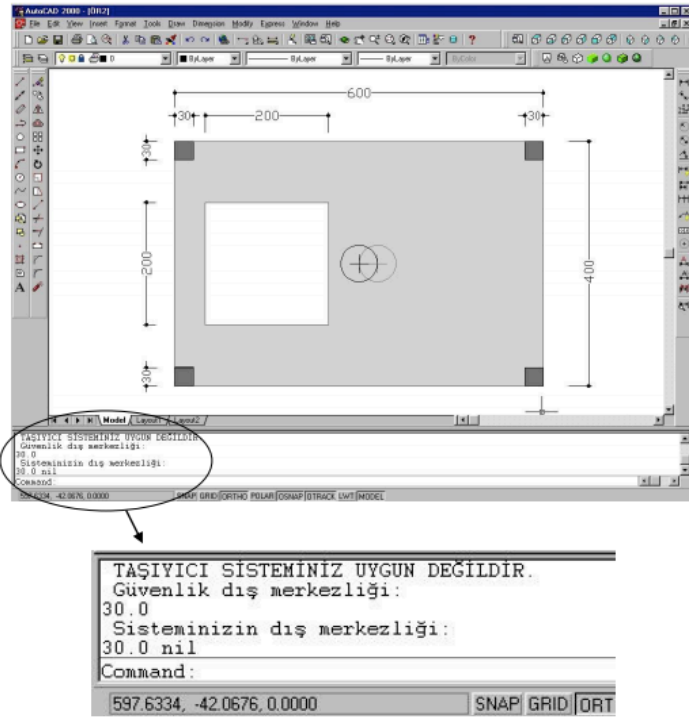 AutoCAD 2000 - [ÖR2]
File Edit View Insert Format Tools Draw Dimension Modify Express Window Help
0 ByLayer ByLayer ByLayer ByColor
600
30 200 30
30
200
400
30
Model Layout1 Layout2
TAŞIYICI SİSTEMİNİZ UYGUN DEĞİLDİR.
Güvenlik dış merkezliği:
30.0
Sisteminizin dış merkezliği:
30.0 nil
Command:
597.6334, -42.0676, 0.0000 SNAP GRID ORTHO POLAR OSNAP OTRACK LWT MODEL
TAŞIYICI SİSTEMİNİZ UYGUN DEĞİLDİR.
Güvenlik dış merkezliği:
30.0
Sisteminizin dış merkezliği:
30.0 nil
Command:
597.6334, -42.0676, 0.0000 SNAP GRID ORT